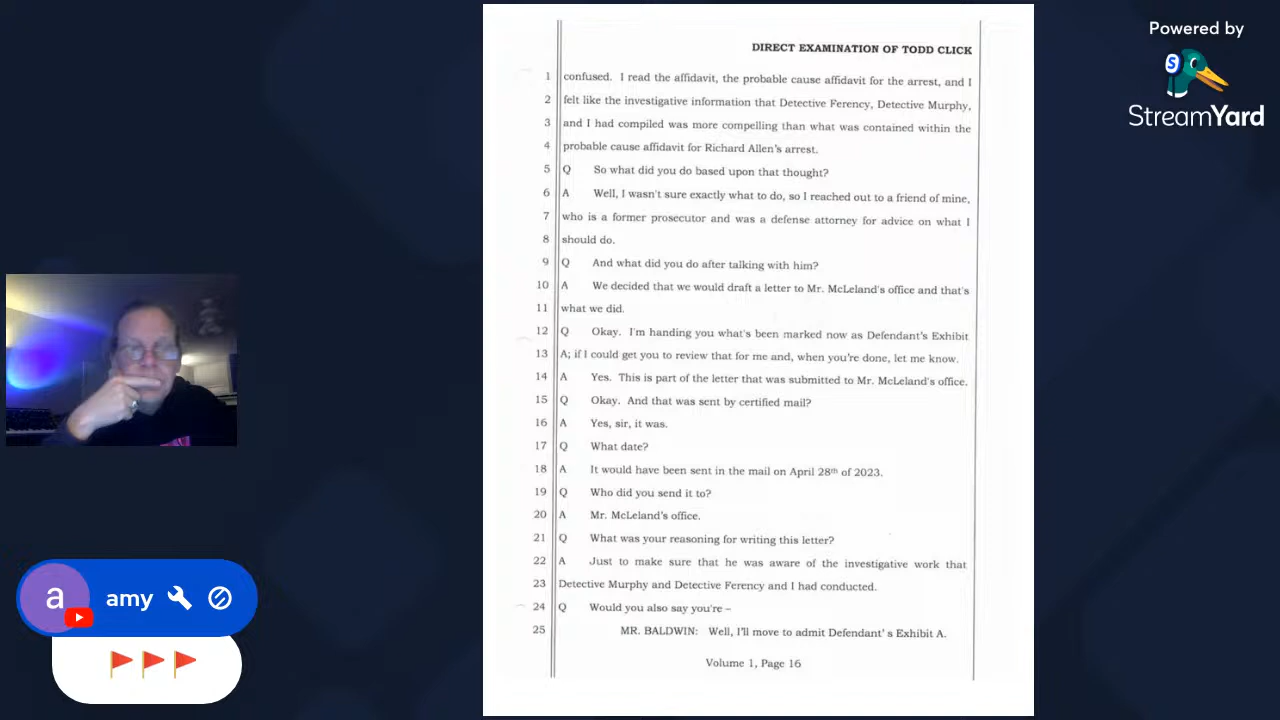 Powered by
S
StreamYard
DIRECT EXAMINATION OF TODD CLICK
1 confused. I read the affidavit, the probable cause affidavit for the arrest, and I
2 felt like the investigative information that Detective Ferency, Detective Murphy,
3 and I had compiled was more compelling than what was contained within the
4 probable cause affidavit for Richard Allen's arrest.
5 Q So what did you do based upon that thought?
6 A Well, I wasn't sure exactly what to do, so I reached out to a friend of mine,
7 who is a former prosecutor and was a defense attorney for advice on what I
8 should do.
9 Q And what did you do after talking with him?
10 A We decided that we would draft a letter to Mr. McLeland's office and that's
11 what we did.
12 Q Okay. I'm handing you what's been marked now as Defendant's Exhibit
13 A; if I could get you to review that for me and, when you're done, let me know.
14 A Yes. This is part of the letter that was submitted to Mr. McLeland's office.
15 Q Okay. And that was sent by certified mail?
16 A Yes, sir, it was.
17 Q What date?
18 A It would have been sent in the mail on April 28th of 2023.
19 Q Who did you send it to?
20 A Mr. McLeland's office.
21 Q What was your reasoning for writing this letter?
22 A Just to make sure that he was aware of the investigative work that
23 Detective Murphy and Detective Ferency and I had conducted.
24 Q Would you also say you're –
25 MR. BALDWIN: Well, I'll move to admit Defendant' s Exhibit A.
Volume 1, Page 16
a amy